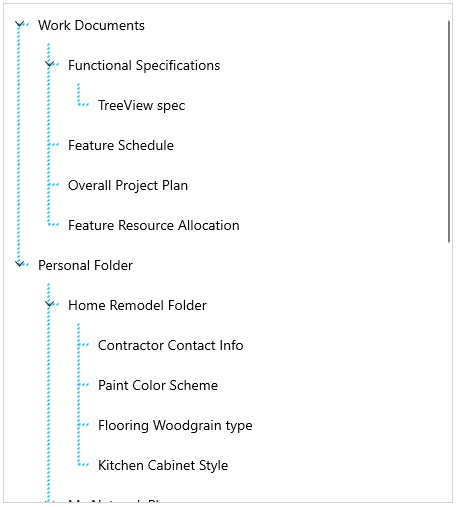 Work Documents
Functional Specifications
TreeView spec
Feature Schedule
Overall Project Plan
Feature Resource Allocation
Personal Folder
Home Remodel Folder
Contractor Contact Info
Paint Color Scheme
Flooring Woodgrain type
Kitchen Cabinet Style